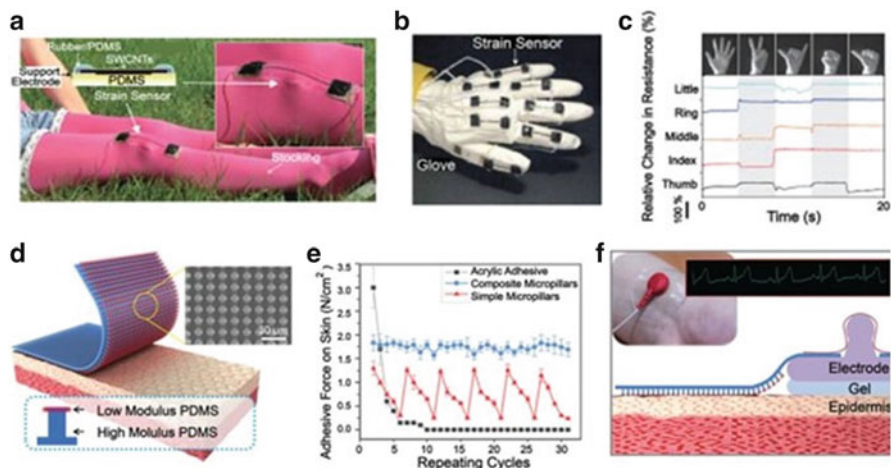 a
Rubber/PDMS
SWCNTs
Support
Electrode
PDMS
Strain Sensor
Stocking
b
Strain Sensor
Glove
c
Relative Change in Resistance (%)
100 %
Little
Ring
Middle
Index
Thumb
0
20
Time (s)
d
30 μm
Low Modulus PDMS
High Molulus PDMS
e
Adhesive Force on Skin (N/cm²)
3.5
3.0
2.5
2.0
1.5
1.0
0.5
0.0
Acrylic Adhesive
Composite Micropillars
Simple Micropillars
0 5 10 15 20 25 30
Repeating Cycles
f
Electrode
Gel
Epidermis